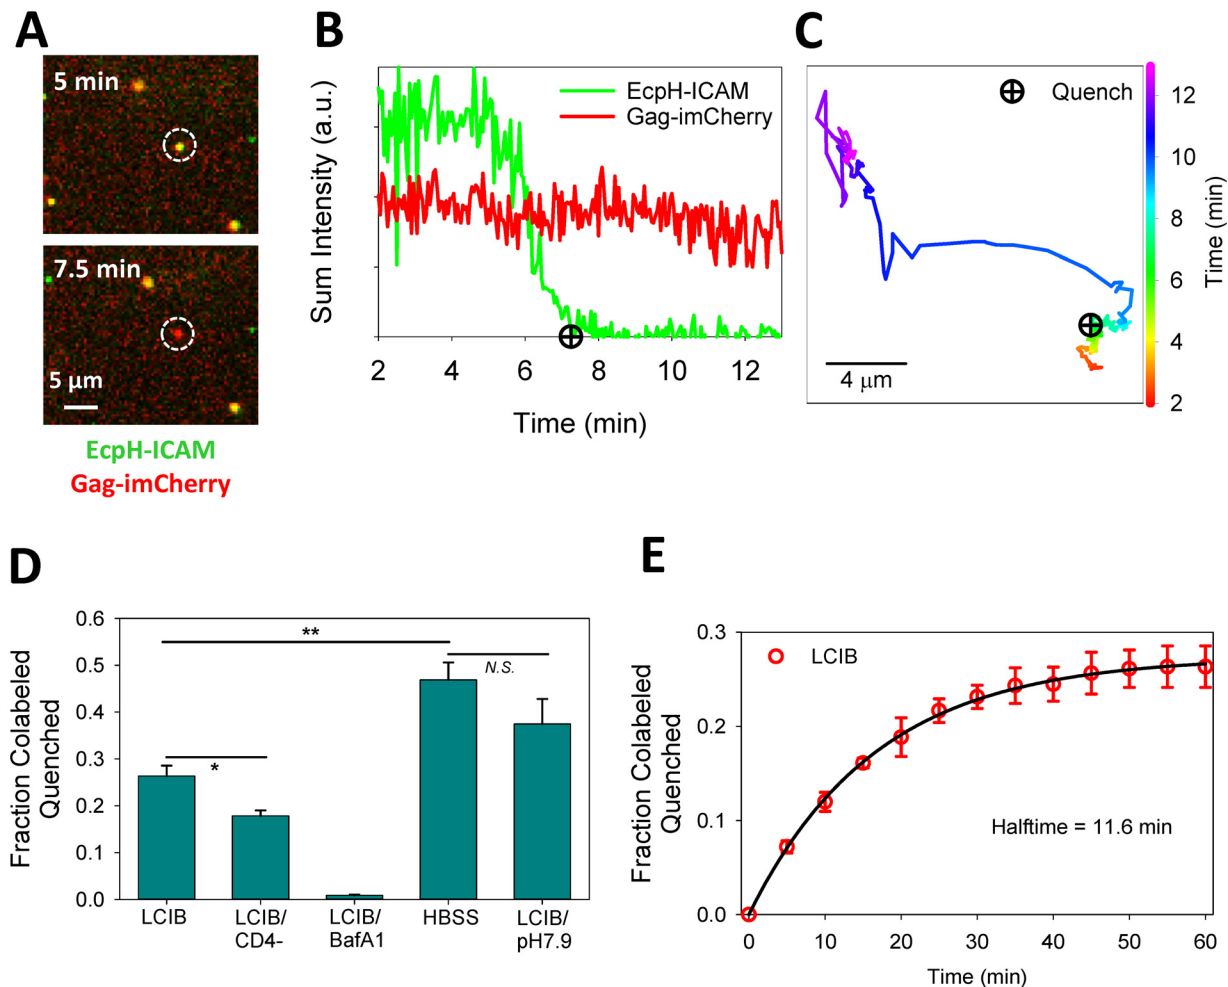 A
5 min
7.5 min
5 µm
EcpH-ICAM
Gag-imCherry
B
EcpH-ICAM
Gag-imCherry
Sum Intensity (a.u.)
2 4 6 8 10 12
Time (min)
C
Quench
4 µm
12
10
8
6
4
2
Time (min)
D
Fraction Colabeled
Quenched
0.6
0.5
0.4
0.3
0.2
0.1
0.0
**
N.S.
*
LCIB LCIB/ LCIB/ HBSS LCIB/
CD4- BafA1 pH7.9
E
Fraction Colabeled
Quenched
0.3
0.2
0.1
0.0
LCIB
Halftime = 11.6 min
0 10 20 30 40 50 60
Time (min)